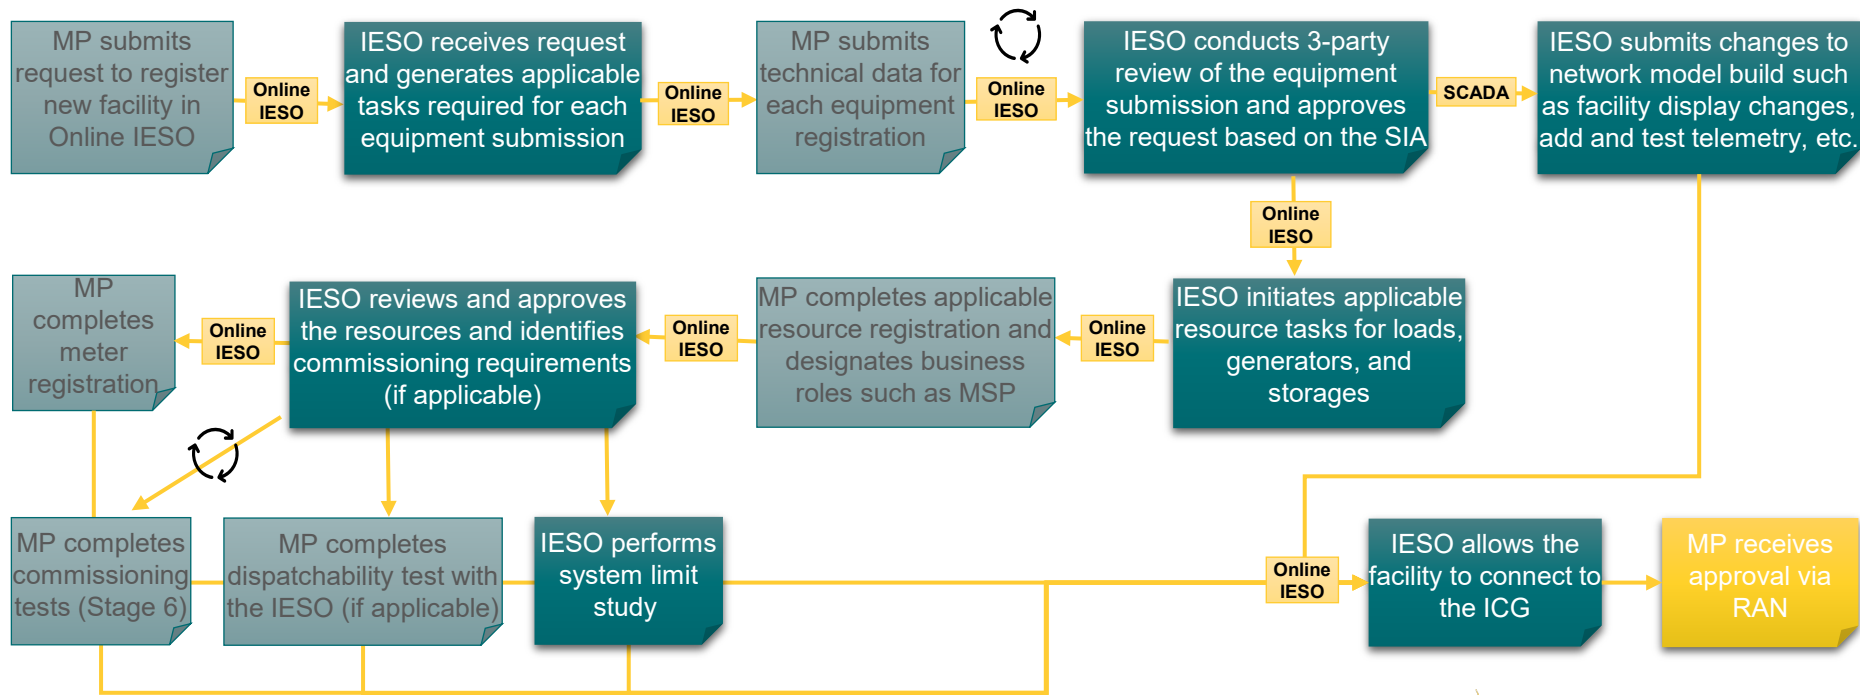 MP submits
request to register
new facility in
Online IESO
Online
IESO
IESO receives request
and generates applicable
tasks required for each
equipment submission
Online
IESO
MP submits
technical data for
each equipment
registration
Online
IESO
IESO conducts 3-party
review of the equipment
submission and approves
the request based on the SIA
SCADA
IESO submits changes to
network model build such
as facility display changes,
add and test telemetry, etc.
Online
IESO
MP
completes
meter
registration
Online
IESO
IESO reviews and approves
the resources and identifies
commissioning requirements
(if applicable)
Online
IESO
MP completes applicable
resource registration and
designates business
roles such as MSP
Online
IESO
IESO initiates applicable
resource tasks for loads,
generators, and
storages
MP completes
commissioning
tests (Stage 6)
MP completes
dispatchability test with
the IESO (if applicable)
IESO performs
system limit
study
Online
IESO
IESO allows the
facility to connect to
the ICG
MP receives
approval via
RAN